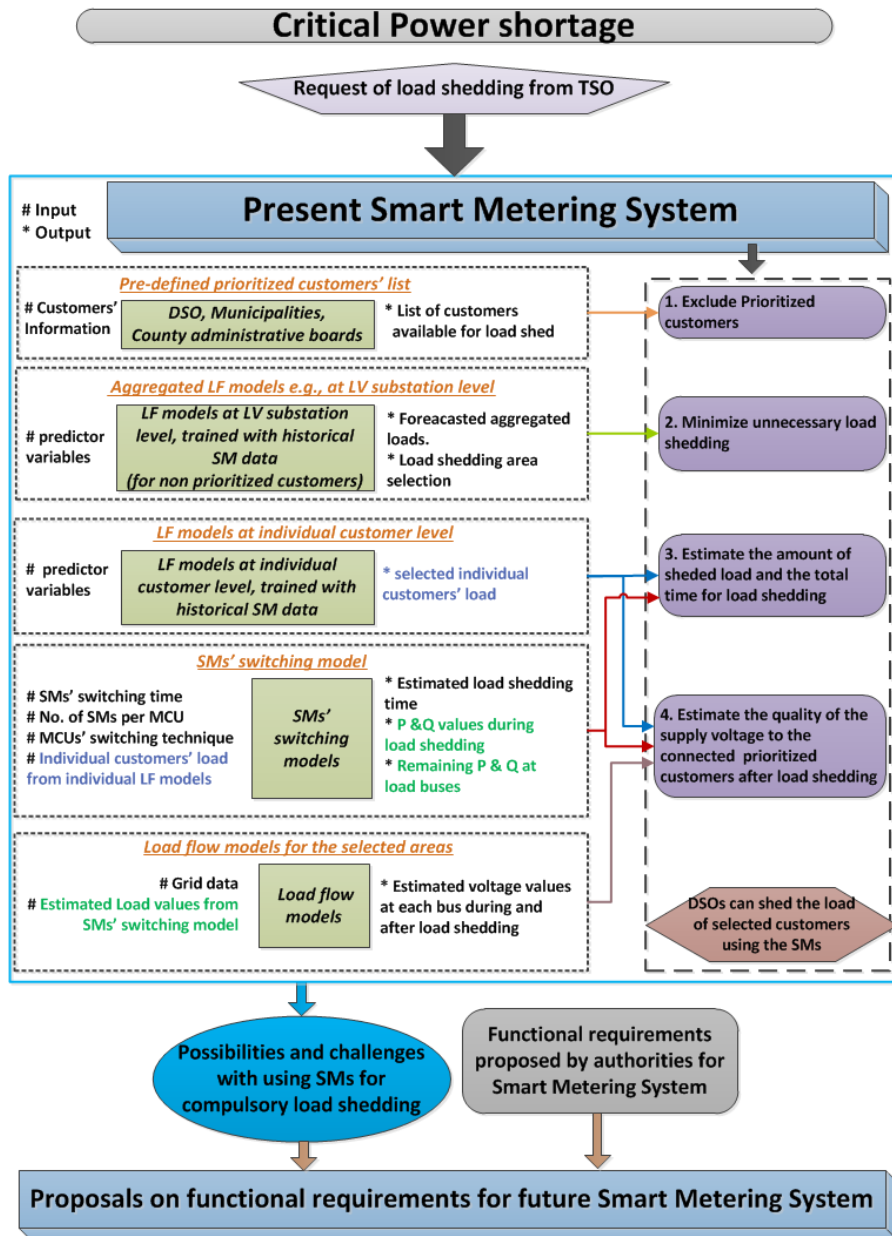 Critical Power shortage
Request of load shedding from TSO
# Input
* Output
Present Smart Metering System
Pre-defined prioritized customers' list
# Customers'
Information
DSO, Municipalities,
County administrative boards
* List of customers
available for load shed
1. Exclude Prioritized
customers
Aggregated LF models e.g., at LV substation level
# predictor
variables
LF models at LV substation
level, trained with historical
SM data
(for non prioritized customers)
* Foreacasted aggregated
loads.
* Load shedding area
selection
2. Minimize unnecessary load
shedding
LF models at individual customer level
# predictor
variables
LF models at individual
customer level, trained with
historical SM data
* selected individual
customers' load
3. Estimate the amount of
sheded load and the total
time for load shedding
SMs' switching model
# SMs' switching time
# No. of SMs per MCU
# MCUs' switching technique
# Individual customers' load
from individual LF models
SMs'
switching
models
* Estimated load shedding
time
* P &Q values during
load shedding
* Remaining P & Q at
load buses
4. Estimate the quality of the
supply voltage to the
connected prioritized
customers after load shedding
Load flow models for the selected areas
# Grid data
# Estimated Load values from
SMs' switching model
Load flow
models
* Estimated voltage values
at each bus during and
after load shedding
DSOs can shed the load
of selected customers
using the SMs
Possibilities and challenges
with using SMs for
compulsory load shedding
Functional requirements
proposed by authorities for
Smart Metering System
Proposals on functional requirements for future Smart Metering System